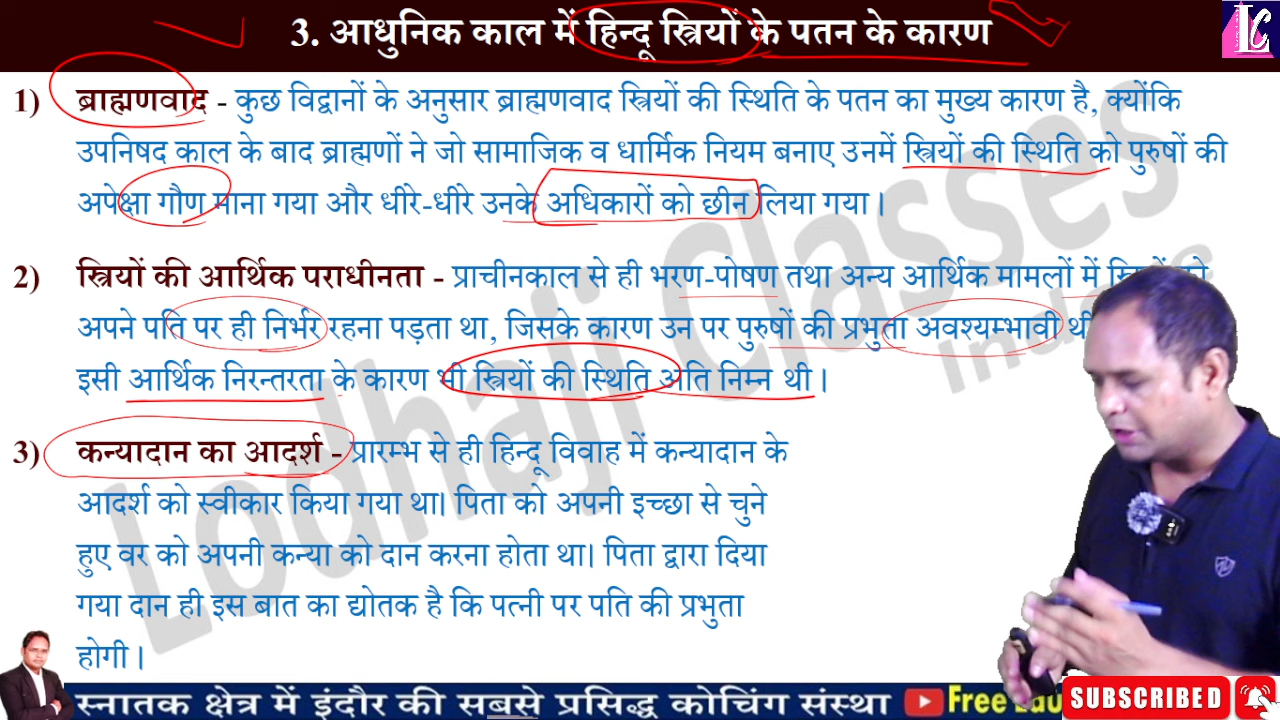 3. आधुनिक काल में हिन्दू स्त्रियों के पतन के कारण
LC
1) ब्राह्मणवाद - कुछ विद्वानों के अनुसार ब्राह्मणवाद स्त्रियों की स्थिति के पतन का मुख्य कारण है, क्योंकि
उपनिषद काल के बाद ब्राह्मणों ने जो सामाजिक व धार्मिक नियम बनाए उनमें स्त्रियों की स्थिति को पुरुषों की
अपेक्षा गौण माना गया और धीरे-धीरे उनके अधिकारों को छीन लिया गया।
2) स्त्रियों की आर्थिक पराधीनता - प्राचीनकाल से ही भरण-पोषण तथा अन्य आर्थिक मामलों में
अपने पति पर ही निर्भर रहना पड़ता था, जिसके कारण उन पर पुरुषों की प्रभुता अवश्यम्भावी थी
इसी आर्थिक निरन्तरता के कारण भी स्त्रियों की स्थिति अति निम्न थी।
3) कन्यादान का आदर्श - प्रारम्भ से ही हिन्दू विवाह में कन्यादान के
आदर्श को स्वीकार किया गया था। पिता को अपनी इच्छा से चुने
हुए वर को अपनी कन्या को दान करना होता था। पिता द्वारा दिया
गया दान ही इस बात का द्योतक है कि पत्नी पर पति की प्रभुता
होगी।
Lodhaji Classes
स्नातक क्षेत्र में इंदौर की सबसे प्रसिद्ध कोचिंग संस्था Free
SUBSCRIBED